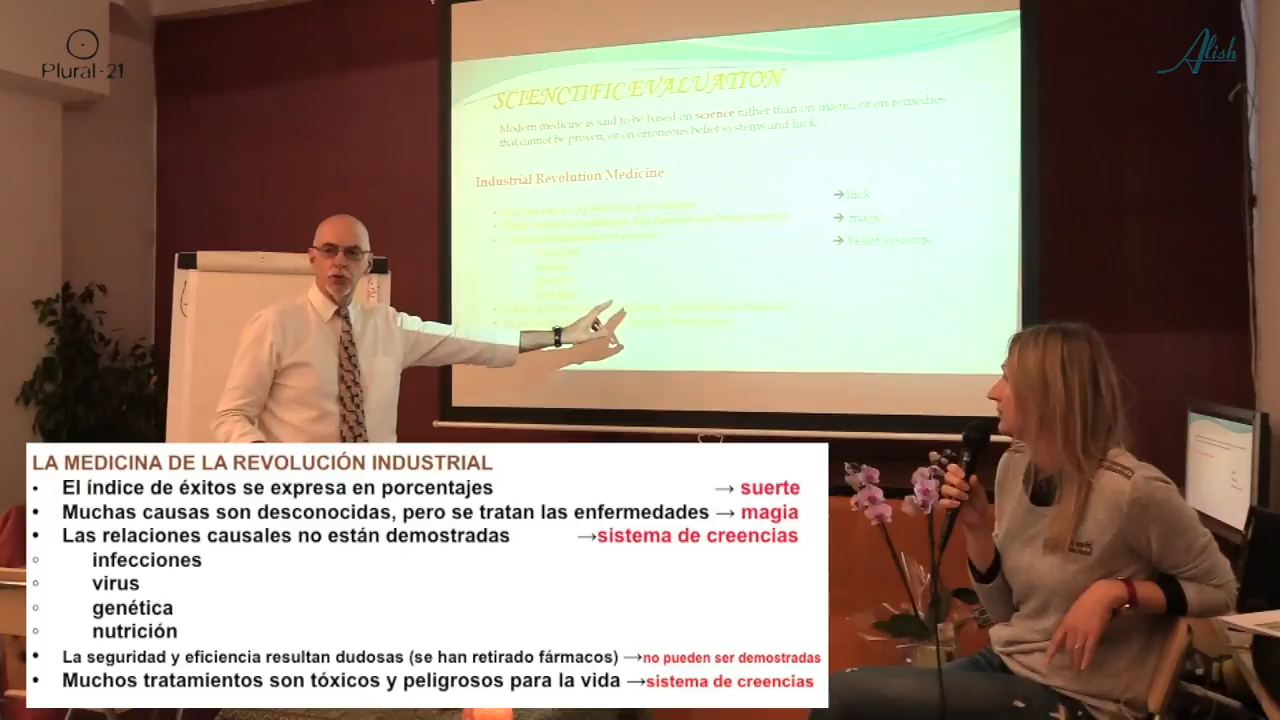 Plural-21
Alish
SCIENCTIFIC EVALUATION
Modern medicine is said to be based on science rather than on magic, or on remedies
that cannot be proven, or on erroneous belief systems and luck.
Industrial Revolution Medicine
→ luck
→ magic
→ belief systems
LA MEDICINA DE LA REVOLUCIÓN INDUSTRIAL
• El índice de éxitos se expresa en porcentajes → suerte
• Muchas causas son desconocidas, pero se tratan las enfermedades → magia
• Las relaciones causales no están demostradas →sistema de creencias
○ infecciones
○ virus
○ genética
○ nutrición
• La seguridad y eficiencia resultan dudosas (se han retirado fármacos) →no pueden ser demostradas
• Muchos tratamientos son tóxicos y peligrosos para la vida →sistema de creencias